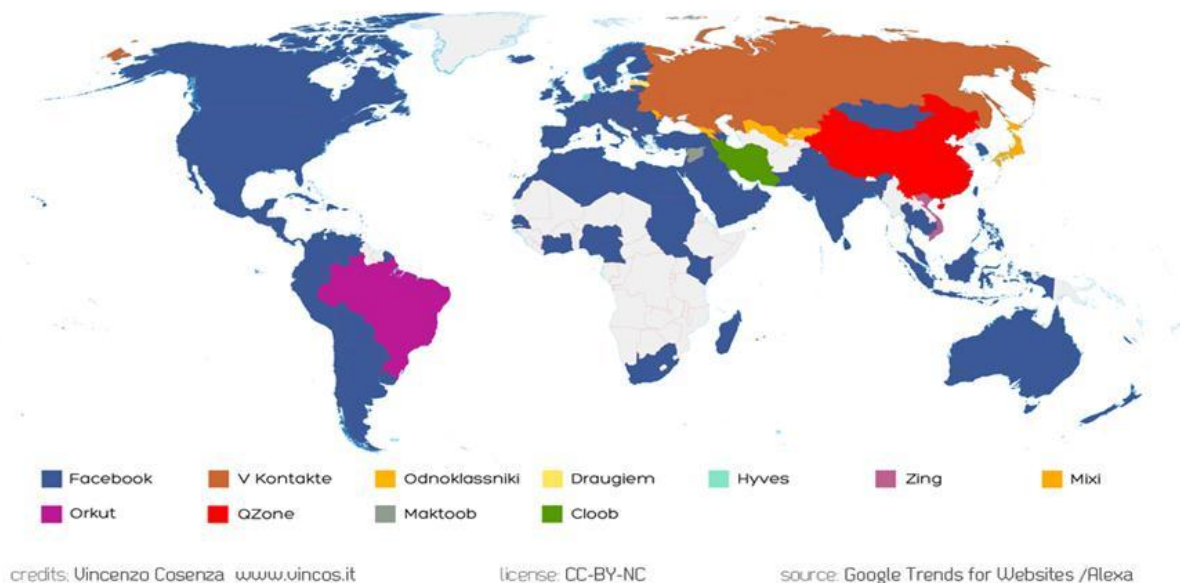 Facebook V Kontakte Odnoklassniki Draugiem Hyves Zing Mixi
Orkut QZone Maktoob Cloob
credits: Vincenzo Cosenza www.vincos.it license: CC-BY-NC source: Google Trends for Websites /Alexa